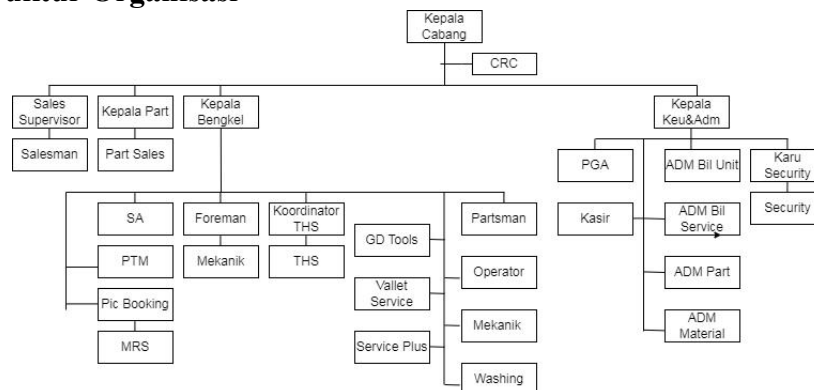 Kepala
Cabang
CRC
Sales
Supervisor
Kepala Part
Kepala
Bengkel
Kepala
Keu&Adm
Salesman
Part Sales
PGA
ADM Bil Unit
Karu
Security
SA
Foreman
Koordinator
THS
Partsman
Kasir
ADM Bil
Service
Security
GD Tools
PTM
Mekanik
THS
Operator
ADM Part
Vallet
Service
Pic Booking
Mekanik
ADM
Material
MRS
Service Plus
Washing